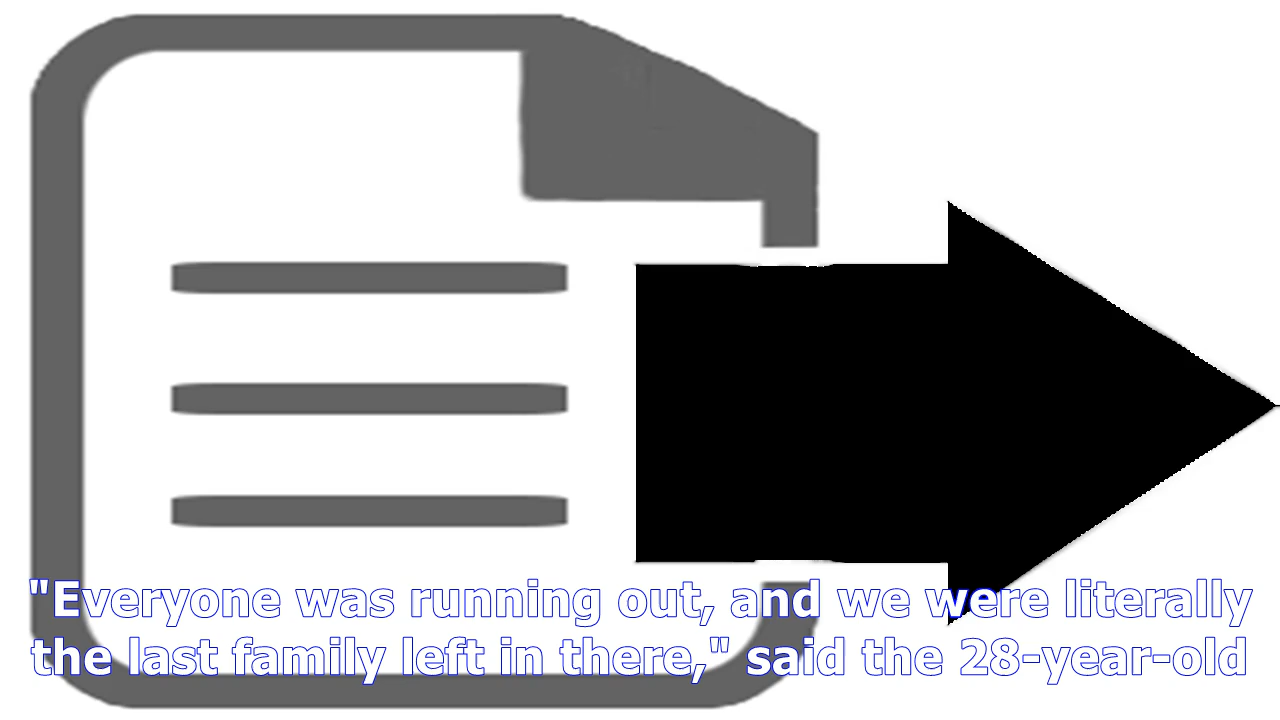 "Everyone was running out, and we were literally
the last family left in there," said the 28-year-old